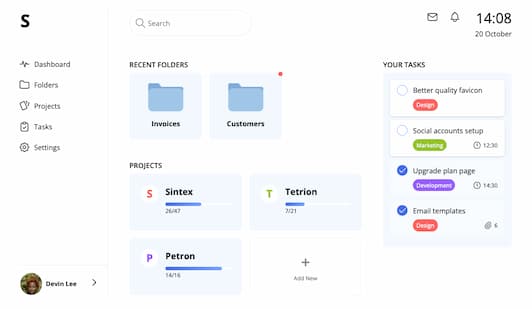 S
Search
14:08
20 October
Dashboard
Folders
Projects
Tasks
Settings
RECENT FOLDERS
Invoices
Customers
PROJECTS
S Sintex
26/47
T Tetrion
7/21
P Petron
14/16
Add New
YOUR TASKS
Better quality favicon
Design
Social accounts setup
Marketing 12:30
Upgrade plan page
Development 14:30
Email templates
Design 6
Devin Lee